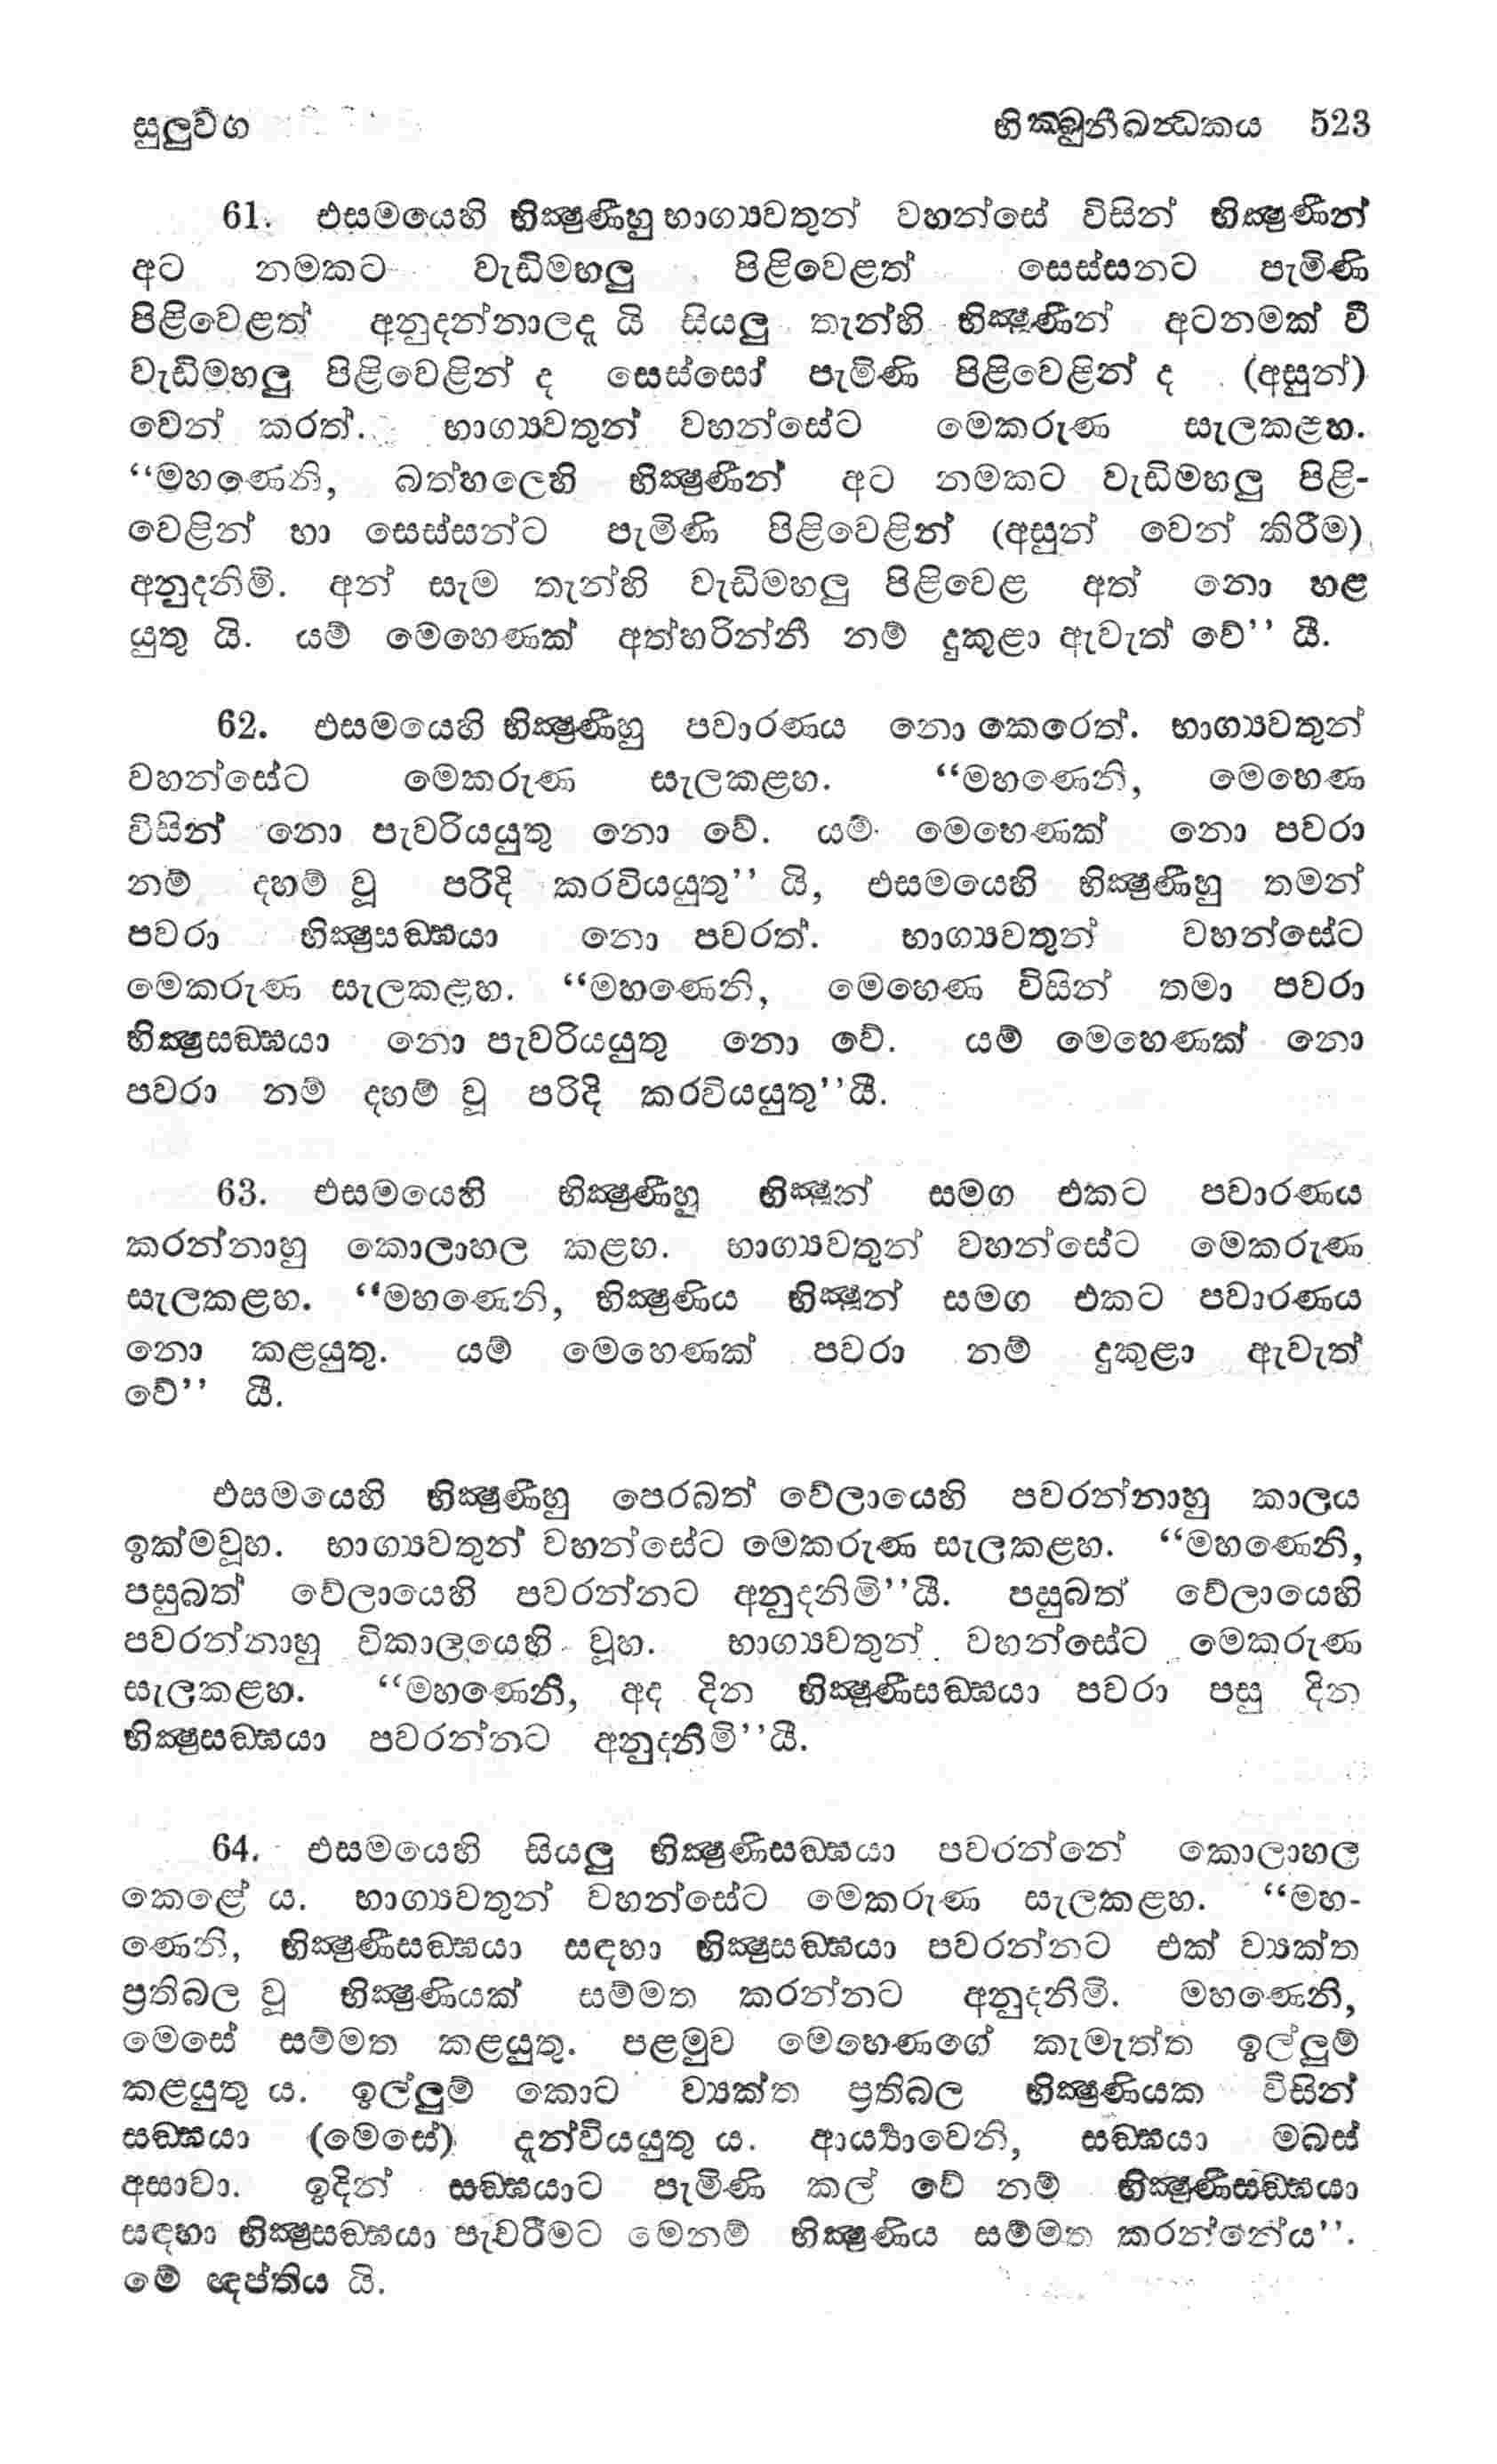 සුලුවග භික්ඛුනීඛන්ධකය 523
61. එසමයෙහි භික්ෂුණීහු භාග්‍යවතුන් වහන්සේ විසින් භික්ෂුණීන්
අට නමකට වැඩිමහලු පිළිවෙළත් සෙස්සනට පැමිණි
පිළිවෙළත් අනුදන්නාලදැ යි සියලු තැන්හි භික්ෂුණීන් අටනමක් වී
වැඩිමහලු පිළිවෙළින් ද සෙස්සෝ පැමිණි පිළිවෙළින් ද (අසුන්)
වෙන් කරත්. භාග්‍යවතුන් වහන්සේට මෙකරුණ සැලකළහ.
“මහණෙනි, බත්හලෙහි භික්ෂුණීන් අට නමකට වැඩිමහලු පිළි-
වෙළින් හා සෙස්සන්ට පැමිණි පිළිවෙළින් (අසුන් වෙන් කිරීම)
අනුදනිමි. අන් සැම තැන්හි වැඩිමහලු පිළිවෙළ අත් නො හළ
යුතු යි. යම් මෙහෙණක් අත්හරින්නී නම් දුකුළා ඇවැත් වේ” යී.
62. එසමයෙහි භික්ෂුණීහු පවාරණය නො කෙරෙත්. භාග්‍යවතුන්
වහන්සේට මෙකරුණ සැලකළහ. “මහණෙනි, මෙහෙණ
විසින් නො පැවරියයුතු නො වේ. යම් මෙහෙණක් නො පවරා
නම් දහම් වූ පරිදි කරවියයුතු” යි, එසමයෙහි භික්ෂුණීහු තමන්
පවරා භික්ෂුසඞ්ඝයා නො පවරත්. භාග්‍යවතුන් වහන්සේට
මෙකරුණ සැලකළහ. “මහණෙනි, මෙහෙණ විසින් තමා පවරා
භික්ෂුසඞ්ඝයා නො පැවරියයුතු නො වේ. යම් මෙහෙණක් නො
පවරා නම් දහම් වූ පරිදි කරවියයුතු”යී.
63. එසමයෙහි භික්ෂුණීහු භික්ෂූන් සමග එකට පවාරණය
කරන්නාහු කොලාහල කළහ. භාග්‍යවතුන් වහන්සේට මෙකරුණ
සැලකළහ. “මහණෙනි, භික්ෂුණිය භික්ෂූන් සමග එකට පවාරණය
නො කළයුතු. යම් මෙහෙණක් පවරා නම් දුකුළා ඇවැත්
වේ” යී.
එසමයෙහි භික්ෂුණීහු පෙරබත් වේලායෙහි පවරන්නාහු කාලය
ඉක්මවූහ. භාග්‍යවතුන් වහන්සේට මෙකරුණ සැලකළහ. “මහණෙනි,
පසුබත් වේලායෙහි පවරන්නට අනුදනිමි”යී. පසුබත් වේලායෙහි
පවරන්නාහු විකාලයෙහි වූහ. භාග්‍යවතුන් වහන්සේට මෙකරුණ
සැලකළහ. “මහණෙනි, අද දින භික්ෂුණීසඞ්ඝයා පවරා පසු දින
භික්ෂුසඞ්ඝයා පවරන්නට අනුදනිමි”යී.
64. එසමයෙහි සියලු භික්ෂුණීසඞ්ඝයා පවරන්නේ කොලාහල
කෙළේ ය. භාග්‍යවතුන් වහන්සේට මෙකරුණ සැලකළහ. “මහ-
ණෙනි, භික්ෂුණීසඞ්ඝයා සඳහා භික්ෂුසඞ්ඝයා පවරන්නට එක් ව්‍යක්ත
ප්‍රතිබල වූ භික්ෂුණියක් සම්මත කරන්නට අනුදනිමි. මහණෙනි,
මෙසේ සම්මත කළයුතු. පළමුව මෙහෙණගේ කැමැත්ත ඉල්ලුම්
කළයුතු ය. ඉල්ලුම් කොට ව්‍යක්ත ප්‍රතිබල භික්ෂුණියක විසින්
සඞ්ඝයා (මෙසේ) දැන්වියයුතු ය. ආර්‍ය්‍යාවෙනි, සඞ්ඝයා මබස්
අසාවා. ඉදින් සඞ්ඝයාට පැමිණි කල් වේ නම් භික්ෂුණීසඞ්ඝයා
සඳහා භික්ෂුසඞ්ඝයා පැවරීමට මෙනම් භික්ෂුණිය සම්මත කරන්නේය”.
මේ ඥප්තිය යි.